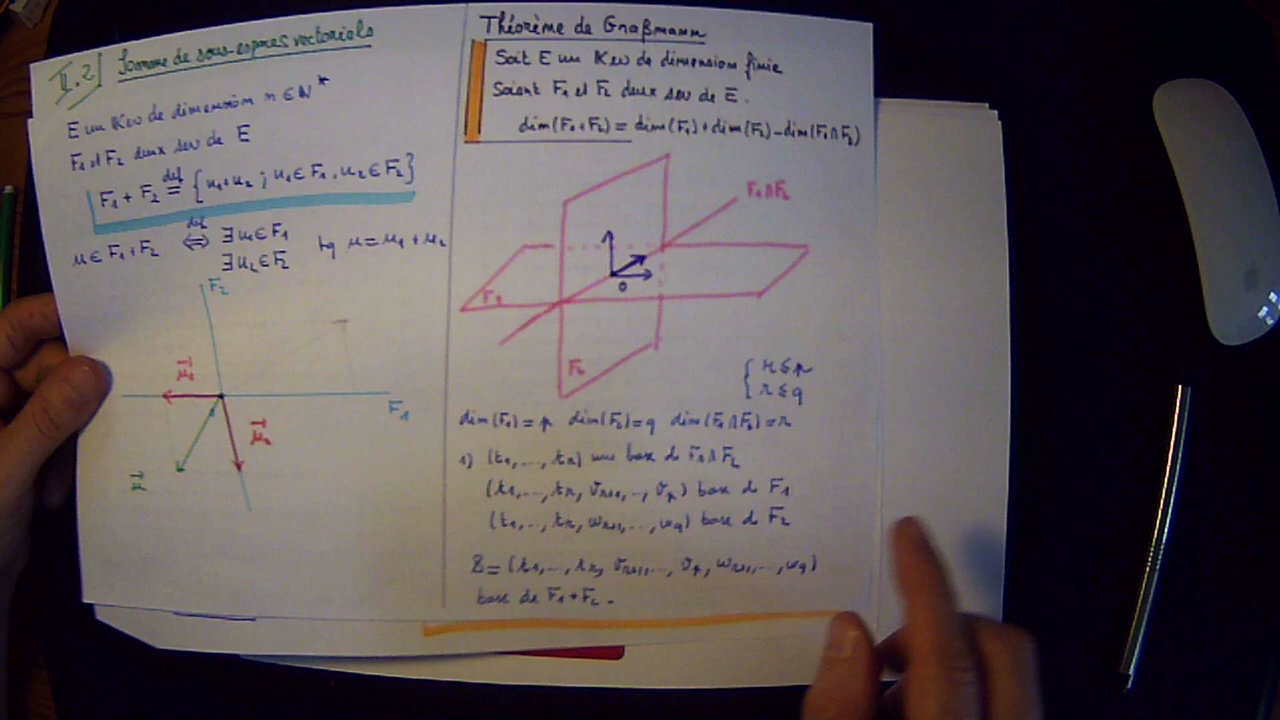 II.2) Somme de sous-espaces vectoriels
E un Kev de dimension n ∈ N*
F₁ et F₂ deux sev de E
F₁ + F₂ =^def {u₁+u₂ ; u₁∈F₁, u₂∈F₂}
u ∈ F₁+F₂ ⇔^def ∃u₁∈F₁ ∃u₂∈F₂ tq u = u₁ + u₂
F₂
u₁
F₁
u₂
u
Théorème de Graßmann
Soit E un Kev de dimension finie
Soient F₁ et F₂ deux sev de E.
dim(F₁+F₂) = dim(F₁)+dim(F₂)-dim(F₁∩F₂)
F₁∩F₂
0
F₁
F₂
{ r ≤ p
r ≤ q
dim(F₁)=p dim(F₂)=q dim(F₁∩F₂)=r
1) (t₁,...,tr) une base de F₁∩F₂
(t₁,...,tr, vr+1,...,vp) base de F₁
(t₁,...,tr, wr+1,...,wq) base de F₂
B = (t₁,...,tr, vr+1,..., vp, wr+1,..., wq)
base de F₁+F₂.